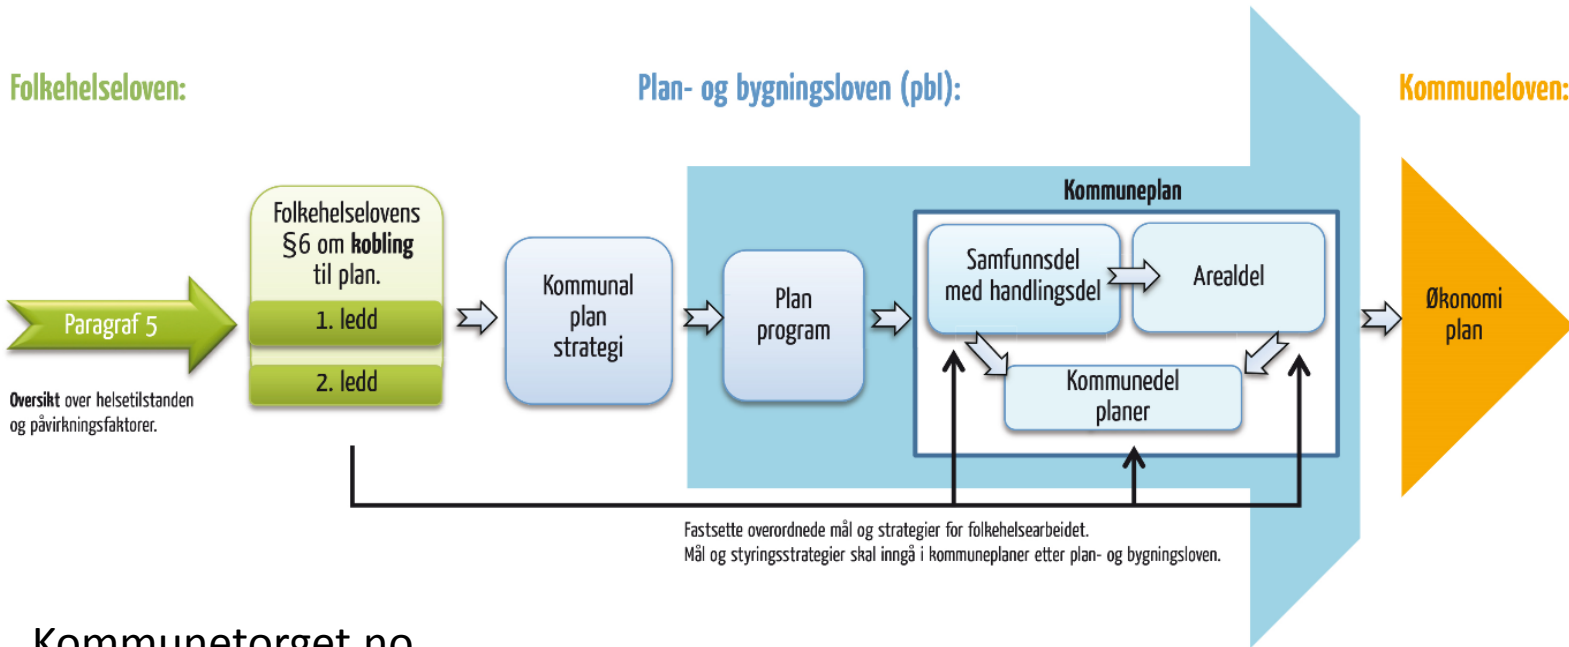 Folkehelseloven:
Plan- og bygningsloven (pbl):
Kommuneloven:
Paragraf 5
Oversikt over helsetilstanden
og påvirkningsfaktorer.
Folkehelselovens
§6 om kobling
til plan.
1. ledd
2. ledd
Kommunal
plan
strategi
Plan
program
Kommuneplan
Samfunnsdel
med handlingsdel
Arealdel
Kommunedel
planer
Økonomi
plan
Fastsette overordnede mål og strategier for folkehelsearbeidet.
Mål og styringsstrategier skal inngå i kommuneplaner etter plan- og bygningsloven.
Kommunetorget.no